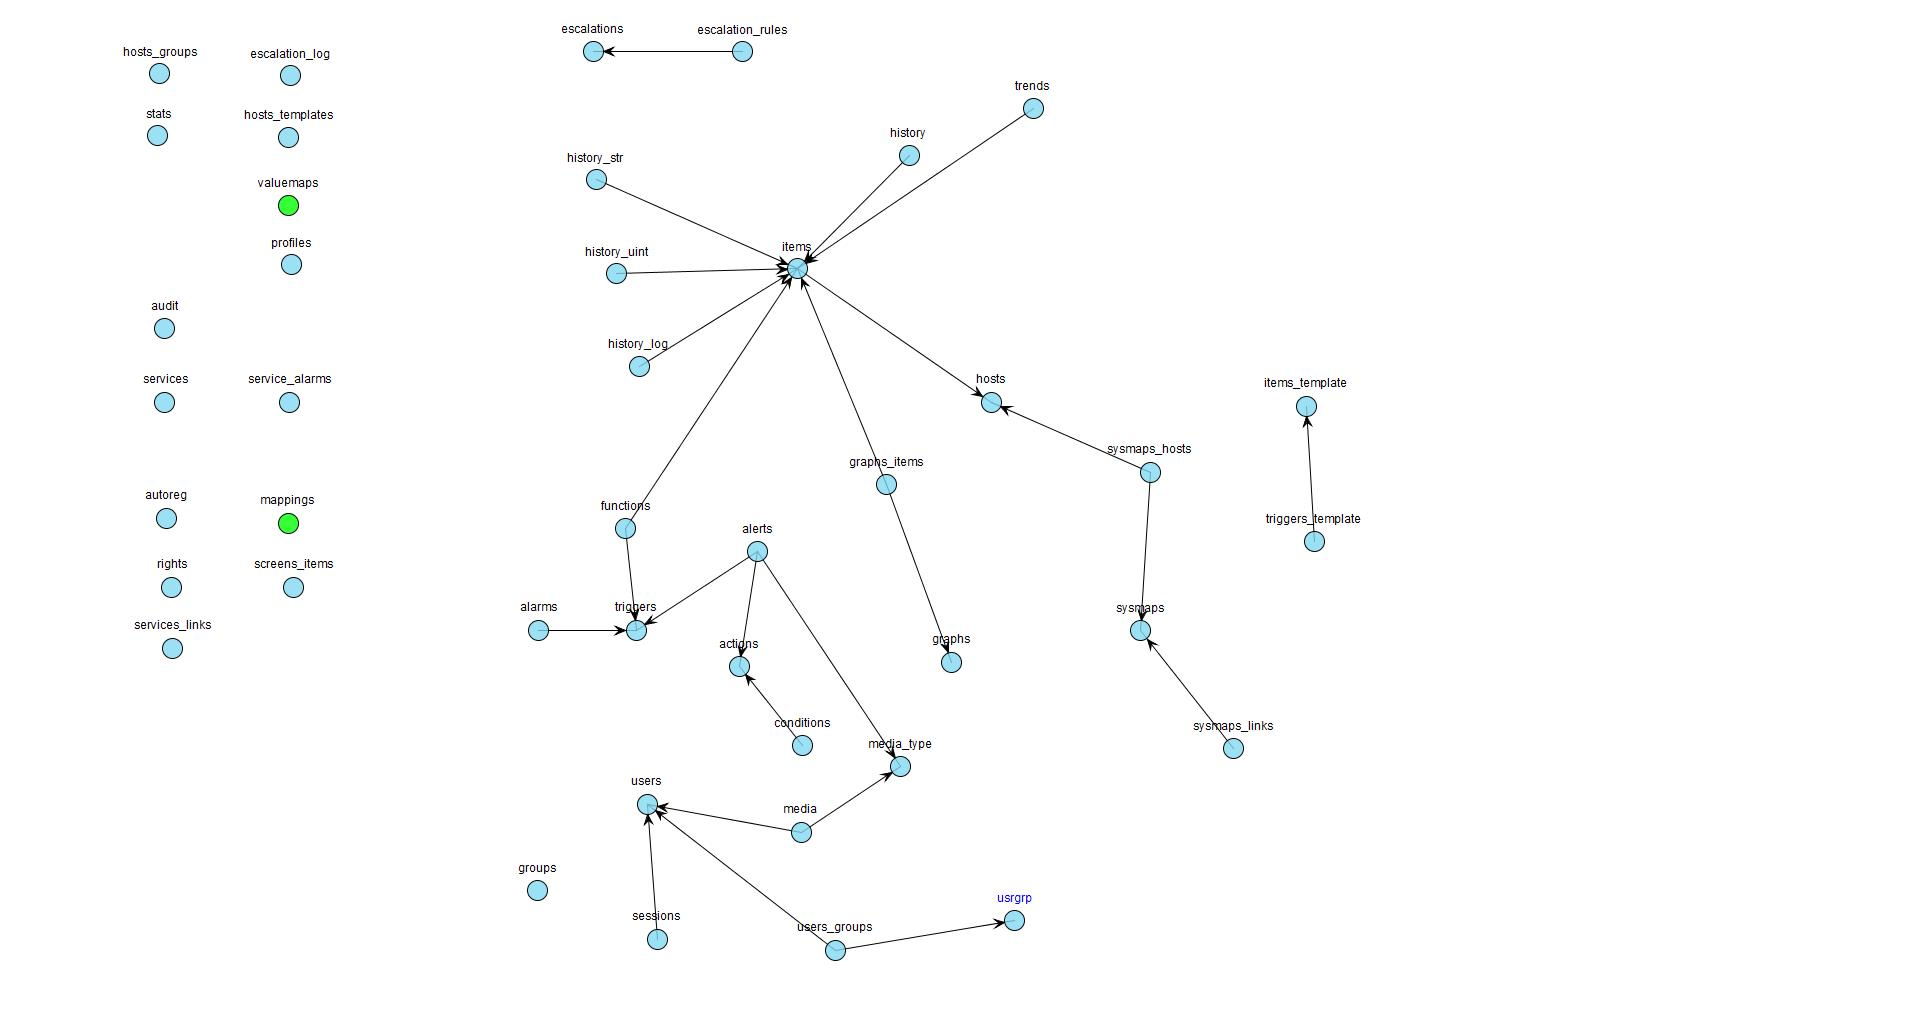 escalations
escalation_rules
hosts_groups
escalation_log
trends
stats
hosts_templates
history
history_str
valuemaps
profiles
items
history_uint
audit
history_log
services
service_alarms
hosts
items_template
sysmaps_hosts
graphs_items
autoreg
mappings
functions
triggers_template
alerts
rights
screens_items
alarms
triggers
sysmaps
services_links
actions
graphs
conditions
sysmaps_links
media_type
users
media
groups
usrgrp
sessions
users_groups